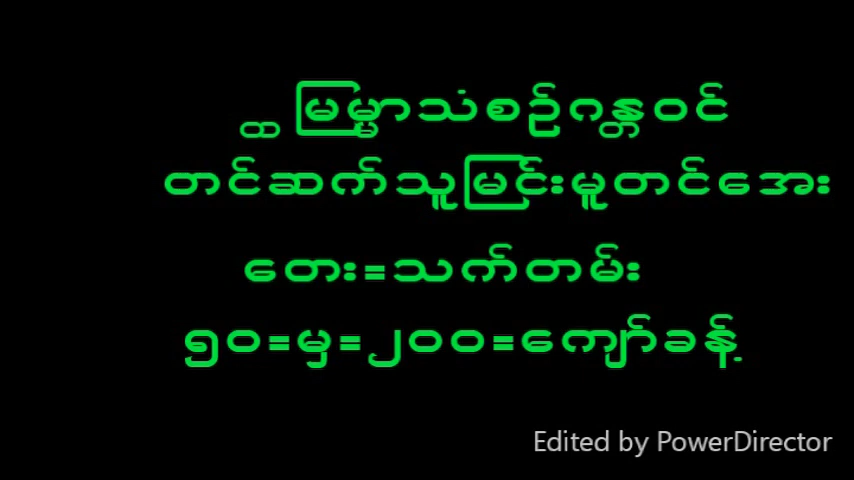 ္ထ မြမ္မာသံစဉ်ဂန္တဝင်
တင်ဆက်သူမြင်းမူတင်အေး
တေး=သက်တမ်း
၅၀=မှ=၂၀၀=ကျော်ခန့်
Edited by PowerDirector